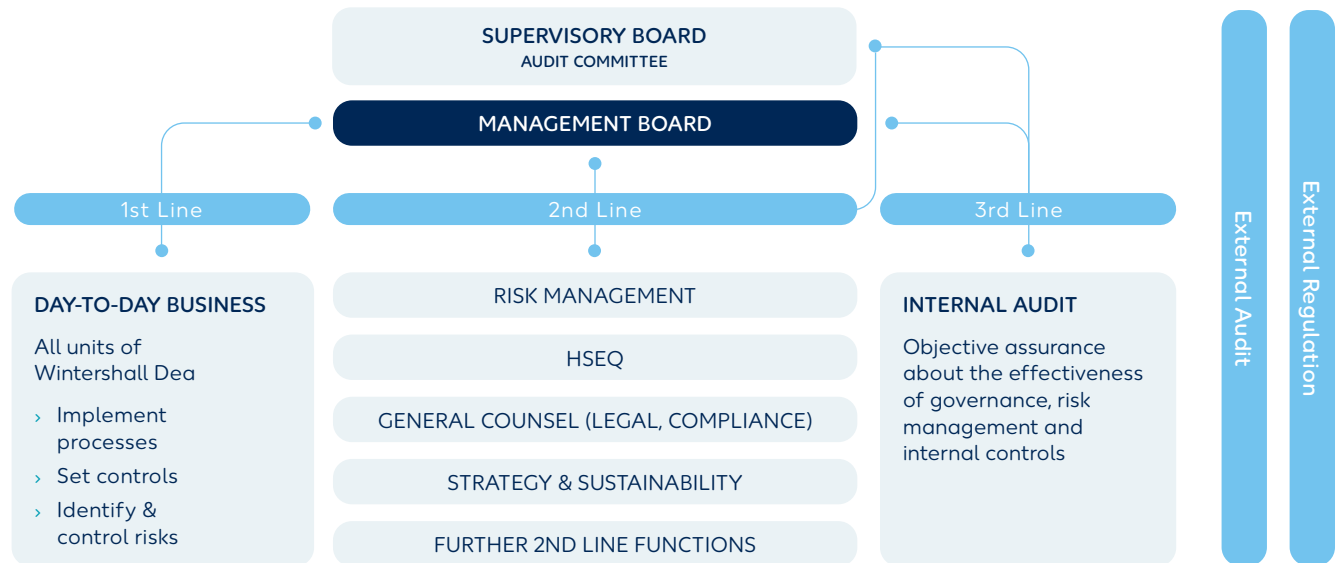 SUPERVISORY BOARD
AUDIT COMMITTEE
MANAGEMENT BOARD
1st Line
2nd Line
3rd Line
DAY-TO-DAY BUSINESS
All units of
Wintershall Dea
› Implement
processes
› Set controls
› Identify &
control risks
RISK MANAGEMENT
HSEQ
GENERAL COUNSEL (LEGAL, COMPLIANCE)
STRATEGY & SUSTAINABILITY
FURTHER 2ND LINE FUNCTIONS
INTERNAL AUDIT
Objective assurance
about the effectiveness
of governance, risk
management and
internal controls
External Audit
External Regulation